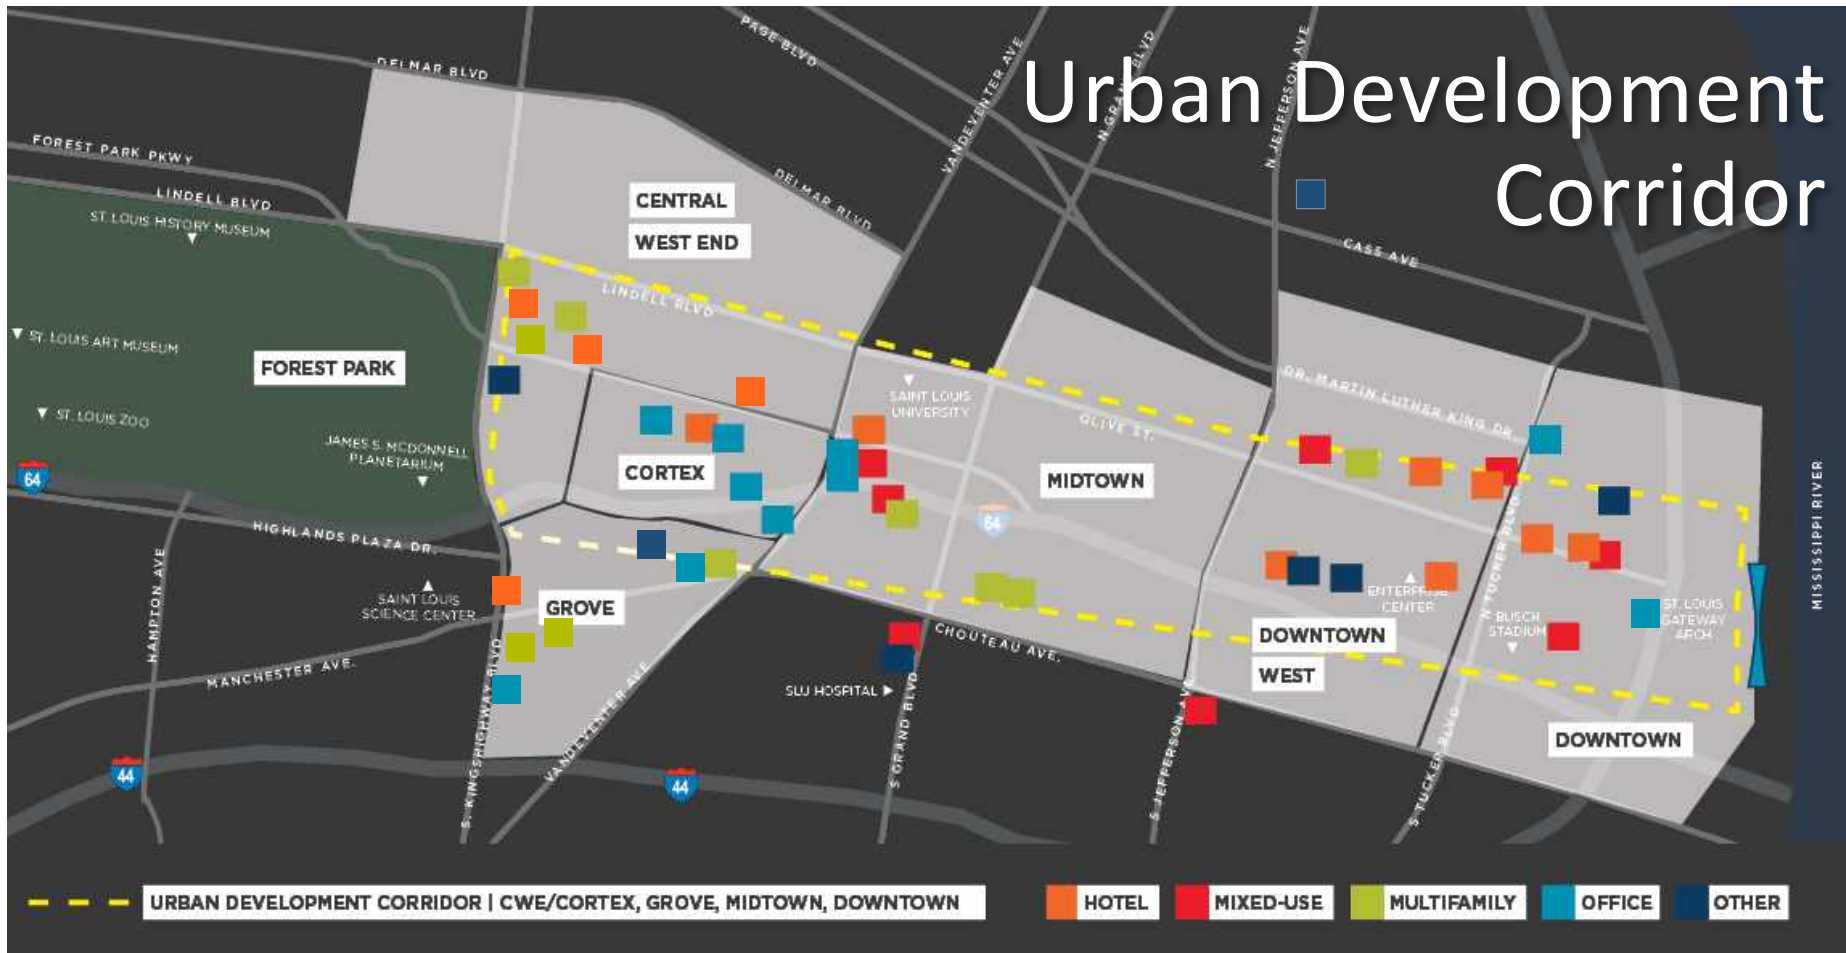 Urban Development
Corridor
DELMAR BLVD
PAGE BLVD
VANDEVENTER AVE
N GRAND BLVD
N JEFFERSON AVE
FOREST PARK PKWY
LINDELL BLVD
ST. LOUIS HISTORY MUSEUM
DELMAR BLVD
CENTRAL
WEST END
CASS AVE
LINDELL BLVD
ST. LOUIS ART MUSEUM
FOREST PARK
ST. LOUIS ZOO
JAMES S. MCDONNELL
PLANETARIUM
SAINT LOUIS
UNIVERSITY
OLIVE ST.
DR. MARTIN LUTHER KING DR.
64
CORTEX
MIDTOWN
64
MISSISSIPPI RIVER
HIGHLANDS PLAZA DR.
HAMPTON AVE
SAINT LOUIS
SCIENCE CENTER
GROVE
ENTERPRISE
CENTER
N TUCKER BLVD
BUSCH
STADIUM
ST. LOUIS
GATEWAY
ARCH
CHOUTEAU AVE.
DOWNTOWN
WEST
MANCHESTER AVE.
S. KINGSHIGHWAY BLVD
VANDEVENTER AVE
SLU HOSPITAL
S GRAND BLVD
S JEFFERSON AVE
S TUCKER BLVD
DOWNTOWN
44
44
URBAN DEVELOPMENT CORRIDOR | CWE/CORTEX, GROVE, MIDTOWN, DOWNTOWN
HOTEL
MIXED-USE
MULTIFAMILY
OFFICE
OTHER